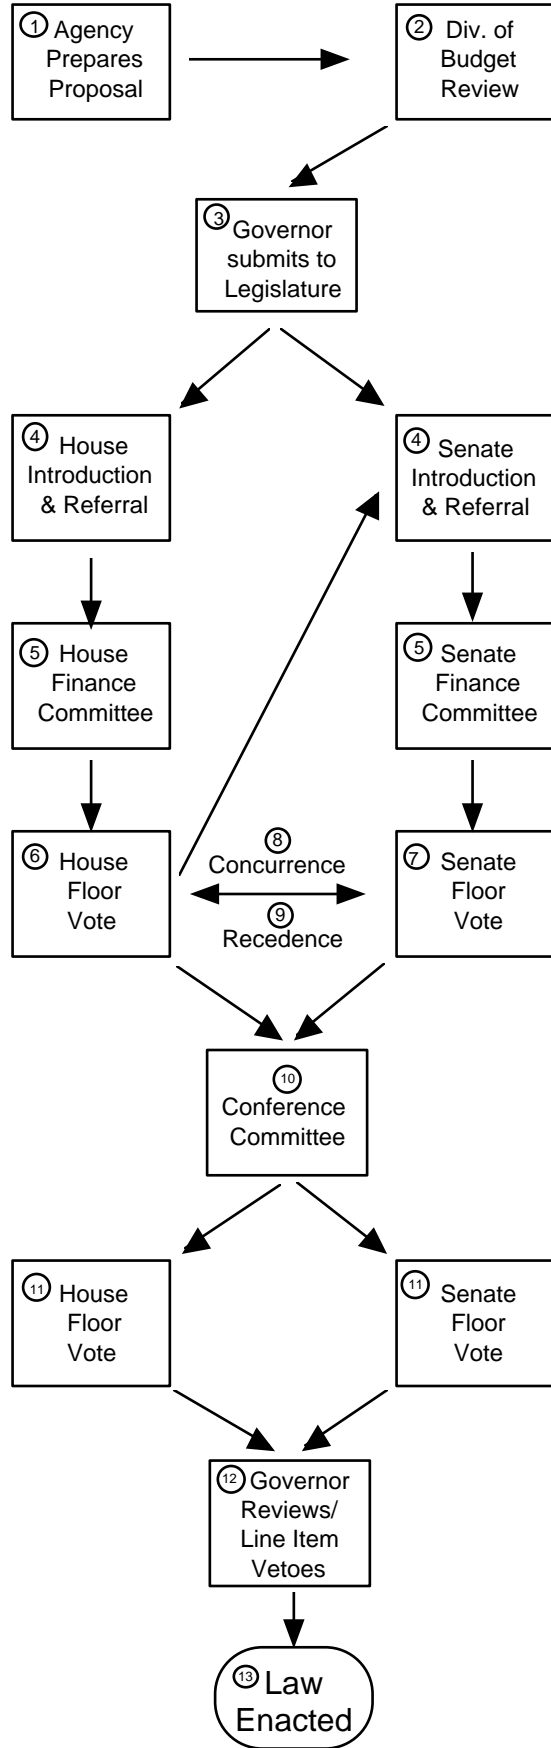 1 Agency
Prepares
Proposal
2 Div. of
Budget
Review
3 Governor
submits to
Legislature
4 House
Introduction
& Referral
4 Senate
Introduction
& Referral
5 House
Finance
Committee
5 Senate
Finance
Committee
6 House
Floor
Vote
8
Concurrence
9
Recedence
7 Senate
Floor
Vote
10
Conference
Committee
11 House
Floor
Vote
11 Senate
Floor
Vote
12 Governor
Reviews/
Line Item
Vetoes
13 Law
Enacted